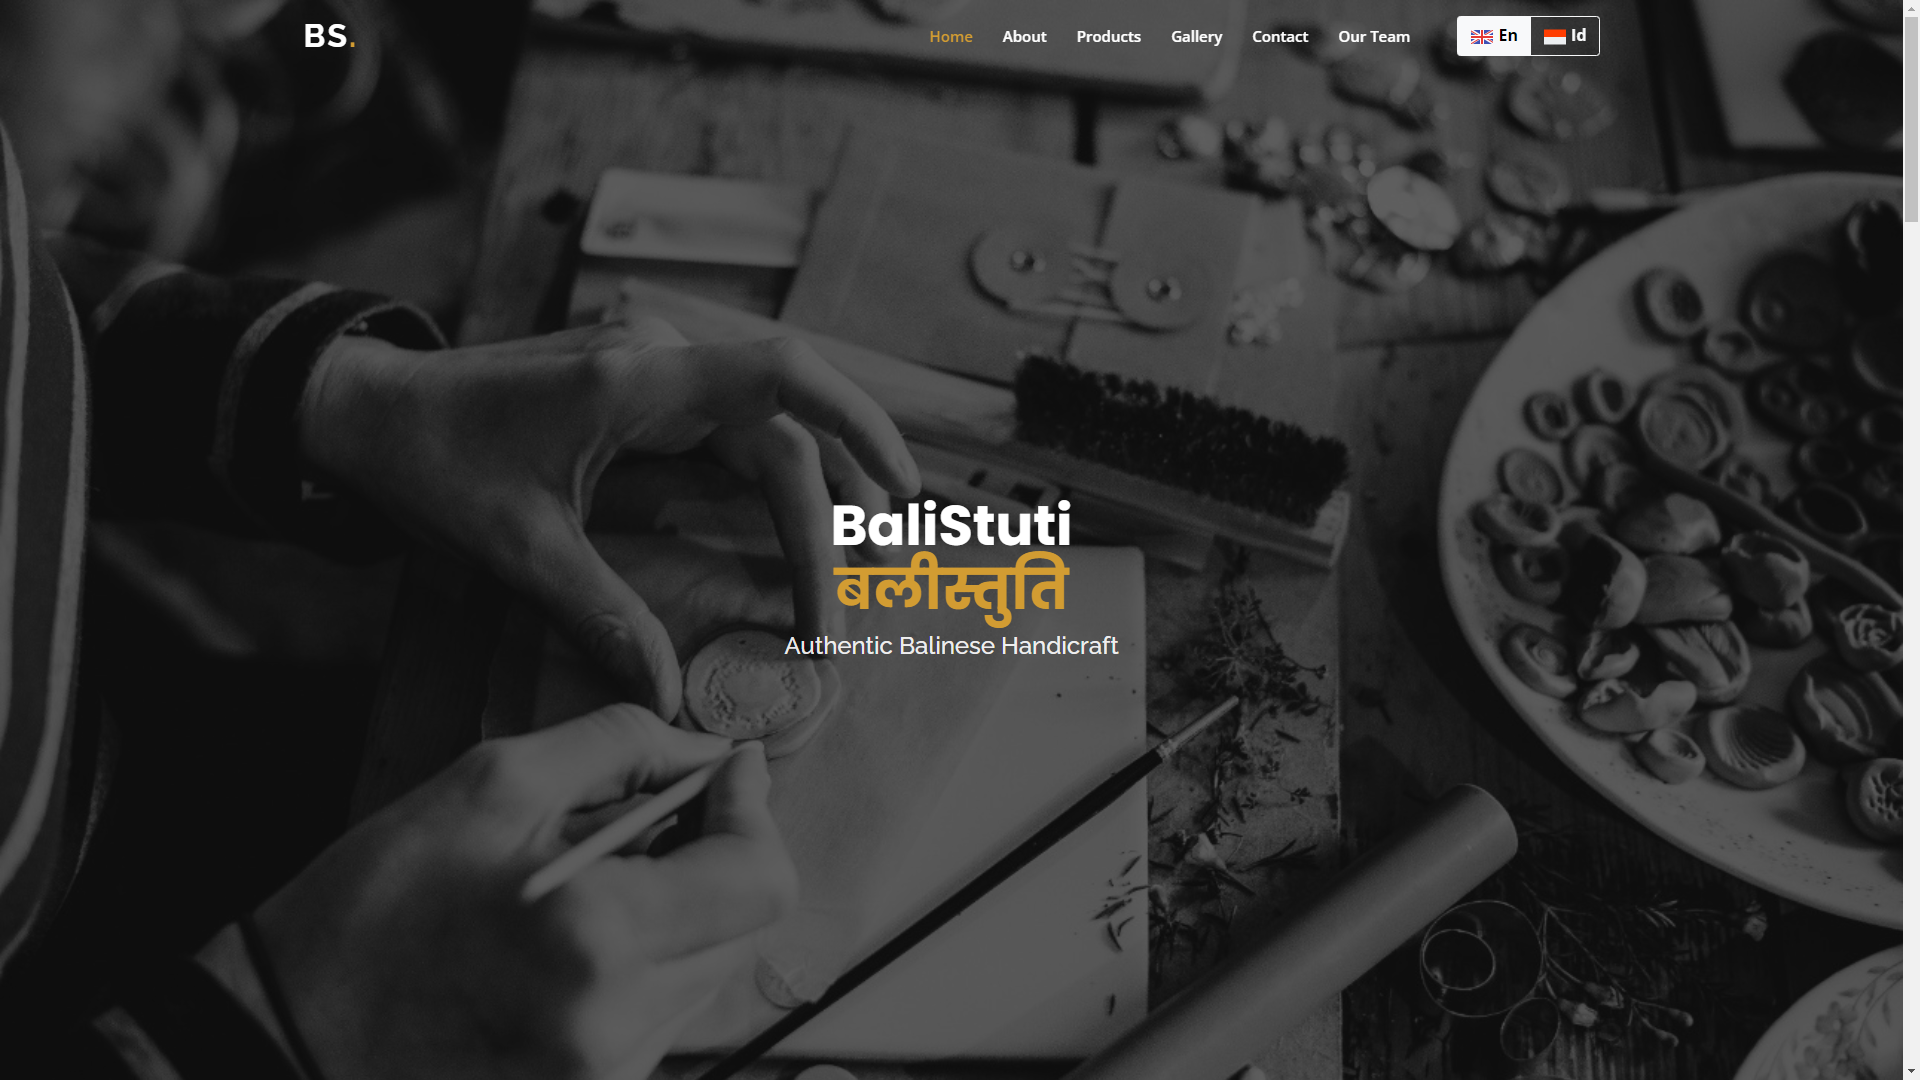 BS.
Home
About
Products
Gallery
Contact
Our Team
En
Id
BaliStuti
बलीस्तुति
Authentic Balinese Handicraft